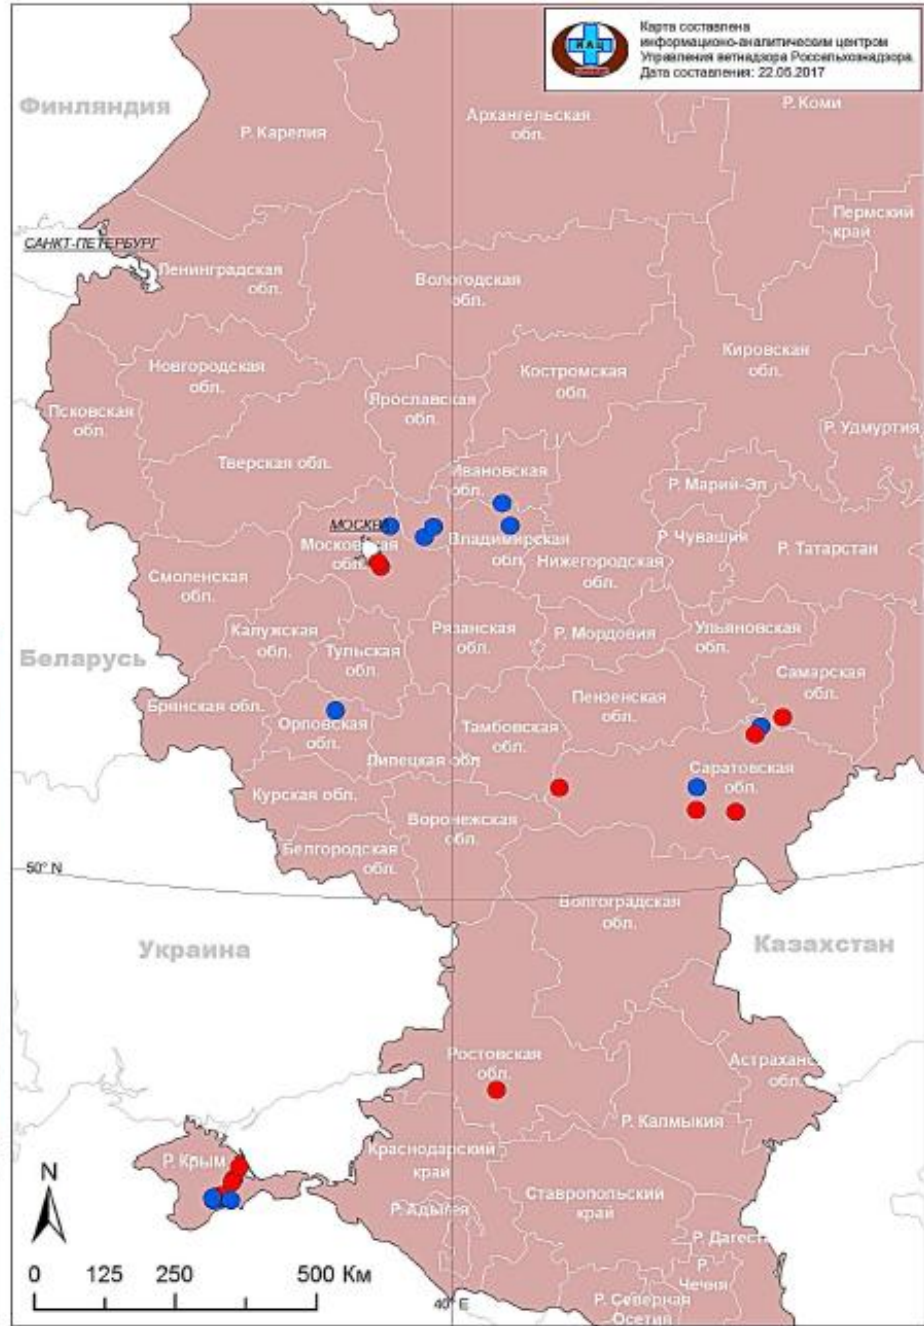 Карта составлена
информационо-аналитическим центром
Управления ветнадзора Россельхознадзора.
Дата составления: 22.05.2017
ИАЦ
Финляндия
Р. Карелия
Архангельская
обл.
Р. Коми
Пермский
край
САНКТ-ПЕТЕРБУРГ
Ленинградская
обл.
Вологодская
обл.
Новгородская
обл.
Псковская
обл.
Ярославская
обл.
Костромская
обл.
Кировская
обл.
Р. Удмуртия
Тверская обл.
Ивановская
обл.
Р. Марий-Эл
МОСКВА
Московская
обл.
Владимирская
обл.
Нижегородская
обл.
Р. Чувашия
Р. Татарстан
Смоленская
обл.
Калужская
обл.
Тульская
обл.
Рязанская
обл.
Р. Мордовия
Ульяновская
обл.
Самарская
обл.
Беларусь
Брянская обл.
Орловская
обл.
Липецкая обл
Тамбовская
обл.
Пензенская
обл.
Саратовская
обл.
Курская обл.
Воронежская
обл.
Белгородская
обл.
50° N
Волгоградская
обл.
Украина
Казахстан
Ростовская
обл.
Астрахано
обл.
Р. Калмыкия
Р. Крым
Краснодарский
край
Р. Адыгея
Ставропольский
край
Р. Дагеста
Р.
Чечня
Р. Северная
Осетия
N
0 125 250 500 Км
40° E